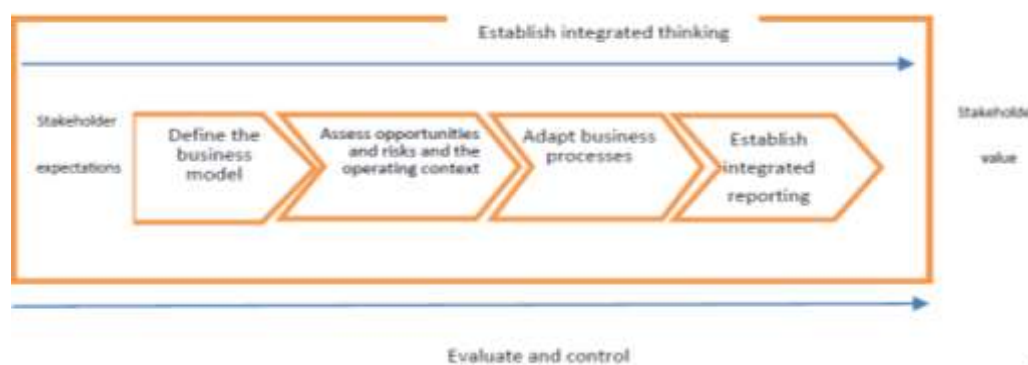 Establish integrated thinking
Stakeholder
expectations
Define the
business
model
Assess opportunities
and risks and the
operating context
Adapt business
processes
Establish
integrated
reporting
Stakeholde
value
Evaluate and control